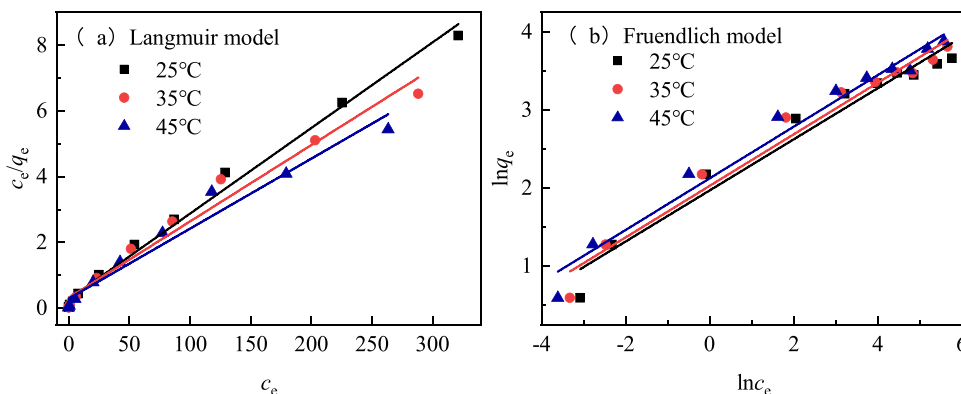 （a）Langmuir model
25℃
35℃
45℃
8
6
4
2
0
cₑ/qₑ
0 50 100 150 200 250 300
cₑ
（b）Fruendlich model
25℃
35℃
45℃
4
3
2
1
lnqₑ
-4 -2 0 2 4 6
lncₑ